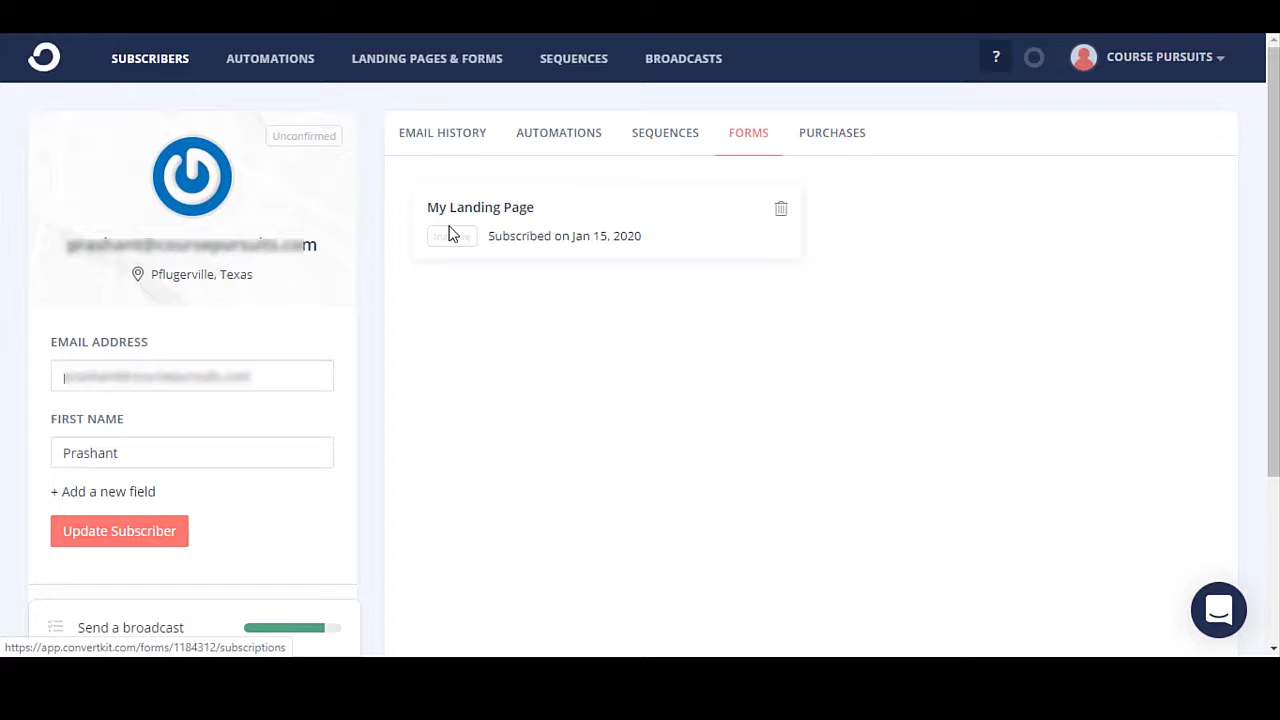 SUBSCRIBERS AUTOMATIONS LANDING PAGES & FORMS SEQUENCES BROADCASTS ? COURSE PURSUITS
Unconfirmed
Pflugerville, Texas
EMAIL ADDRESS
FIRST NAME
Prashant
+ Add a new field
Update Subscriber
Send a broadcast
EMAIL HISTORY AUTOMATIONS SEQUENCES FORMS PURCHASES
My Landing Page
Subscribed on Jan 15, 2020
https://app.convertkit.com/forms/1184312/subscriptions